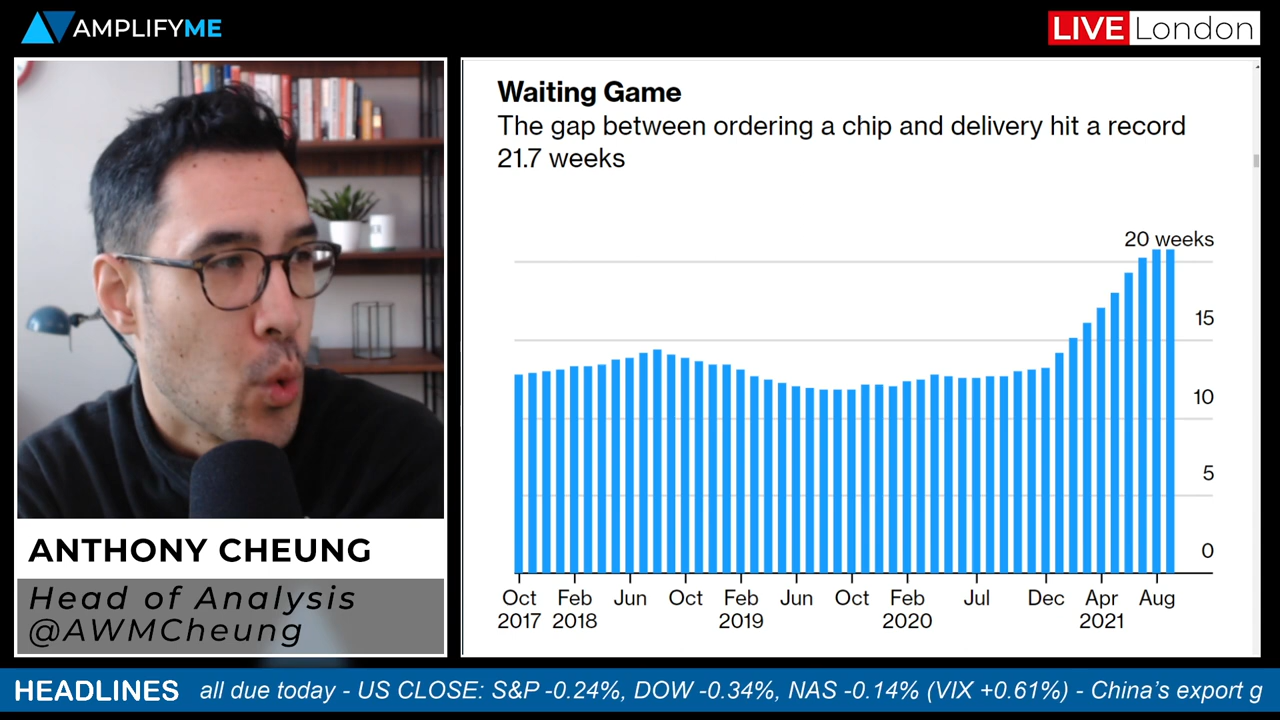 AMPLIFYME
LIVE London
Waiting Game
The gap between ordering a chip and delivery hit a record
21.7 weeks
20 weeks
15
10
5
0
Oct Feb Jun Oct Feb Jun Oct Feb Jul Dec Apr Aug
2017 2018 2019 2020 2021
ANTHONY CHEUNG
Head of Analysis
@AWMCheung
HEADLINES all due today - US CLOSE: S&P -0.24%, DOW -0.34%, NAS -0.14% (VIX +0.61%) - China's export g